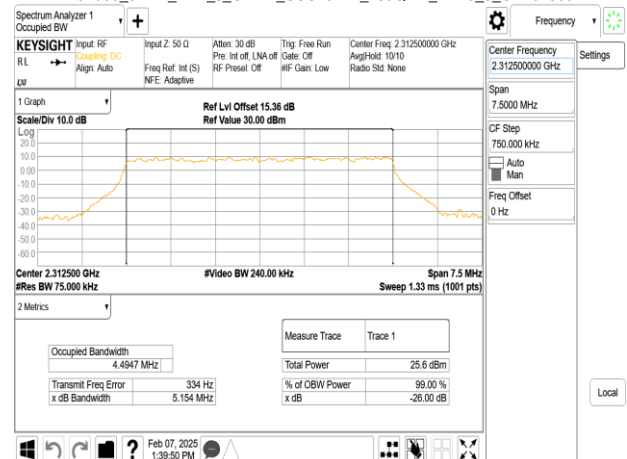 Spectrum Analyzer 1
Occupied BW
Frequency
KEYSIGHT Input: RF
Input Z: 50 Ω
Atten: 30 dB
Trig: Free Run
Center Freq: 2.312500000 GHz
RL
Coupling: DC
Pre: Int off, LNA off
Gate: Off
Avg|Hold: 10/10
Align: Auto
Freq Ref: Int (S)
RF Presel: Off
#IF Gain: Low
Radio Std: None
NFE: Adaptive
LXI
Center Frequency
2.312500000 GHz
Settings
Span
7.5000 MHz
CF Step
750.000 kHz
Auto
Man
Freq Offset
0 Hz
1 Graph
Ref Lvl Offset 15.36 dB
Scale/Div 10.0 dB
Ref Value 30.00 dBm
Log
20.0
10.0
0.00
-10.0
-20.0
-30.0
-40.0
-50.0
-60.0
Center 2.312500 GHz
#Video BW 240.00 kHz
Span 7.5 MHz
#Res BW 75.000 kHz
Sweep 1.33 ms (1001 pts)
2 Metrics
Measure Trace
Trace 1
Occupied Bandwidth
4.4947 MHz
Total Power
25.6 dBm
Transmit Freq Error
334 Hz
% of OBW Power
99.00 %
x dB Bandwidth
5.154 MHz
x dB
-26.00 dB
Local
Feb 07, 2025
1:39:50 PM